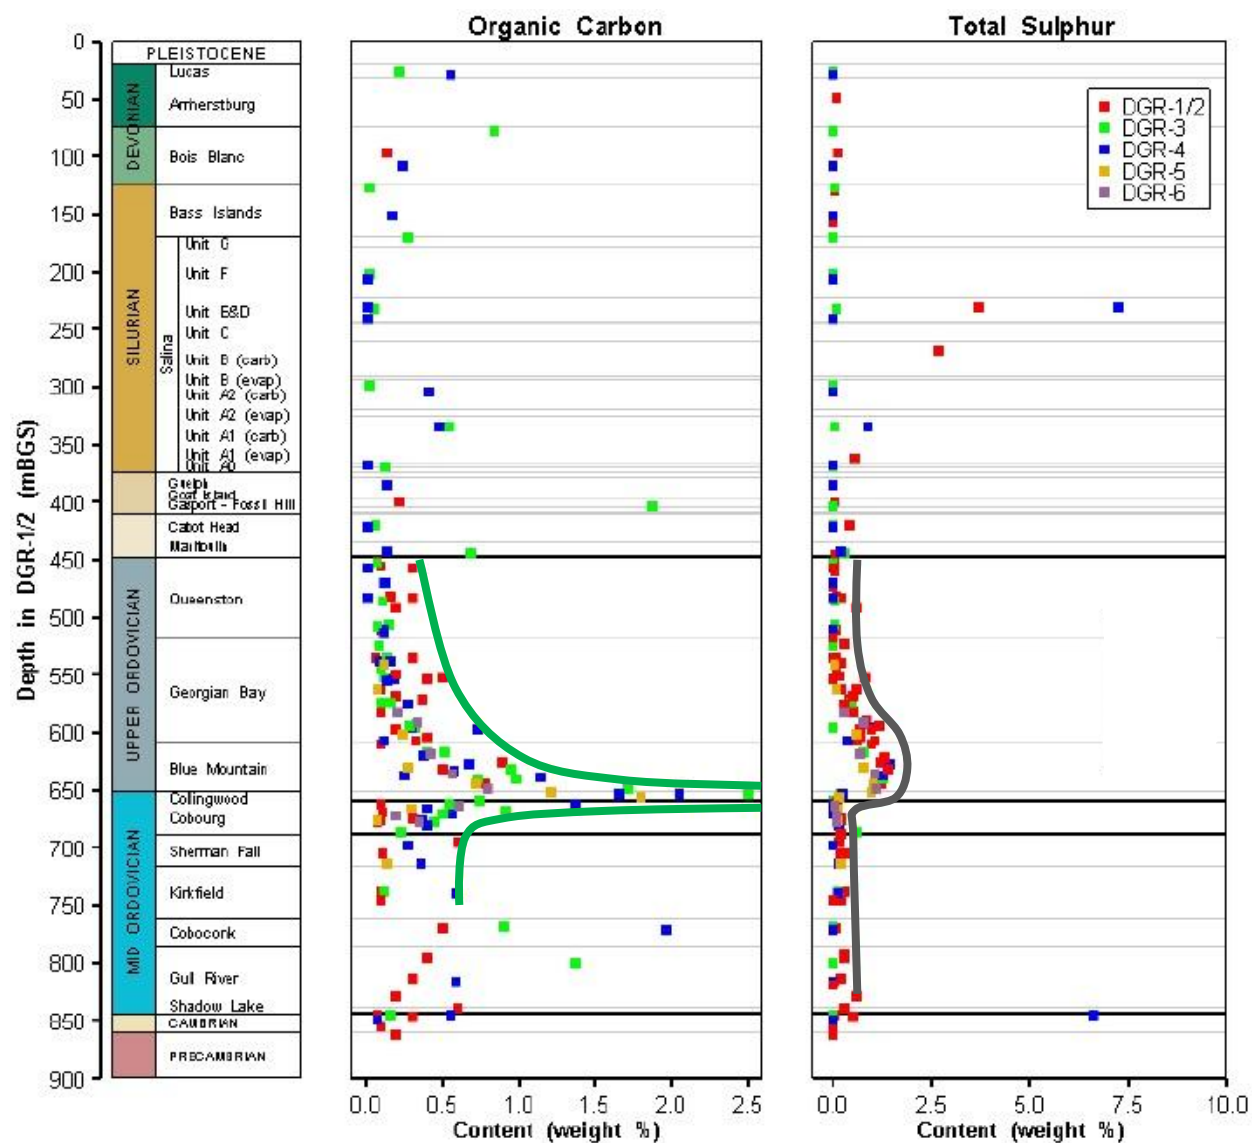 Organic Carbon
Total Sulphur
0
50
100
150
200
250
300
350
400
450
500
550
600
650
700
750
800
850
900
Depth in DGR-1/2 (mBGS)
DEVONIAN
SILURIAN
UPPER ORDOVICIAN
MID ORDOVICIAN
PLEISTOCENE
Lucas
Amherstburg
Bois Blanc
Bass Islands
Salina
Unit G
Unit F
Unit E&D
Unit C
Unit B (carb)
Unit B (evap)
Unit A2 (carb)
Unit A2 (evap)
Unit A1 (carb)
Unit A1 (evap)
Unit A0
Guelph
Goat Island
Gasport - Fossil Hill
Cabot Head
Manitoulin
Queenston
Georgian Bay
Blue Mountain
Collingwood
Cobourg
Sherman Fall
Kirkfield
Coboconk
Gull River
Shadow Lake
CAMBRIAN
PRECAMBRIAN
DGR-1/2
DGR-3
DGR-4
DGR-5
DGR-6
0.0 0.5 1.0 1.5 2.0 2.5
Content (weight %)
0.0 2.5 5.0 7.5 10.0
Content (weight %)